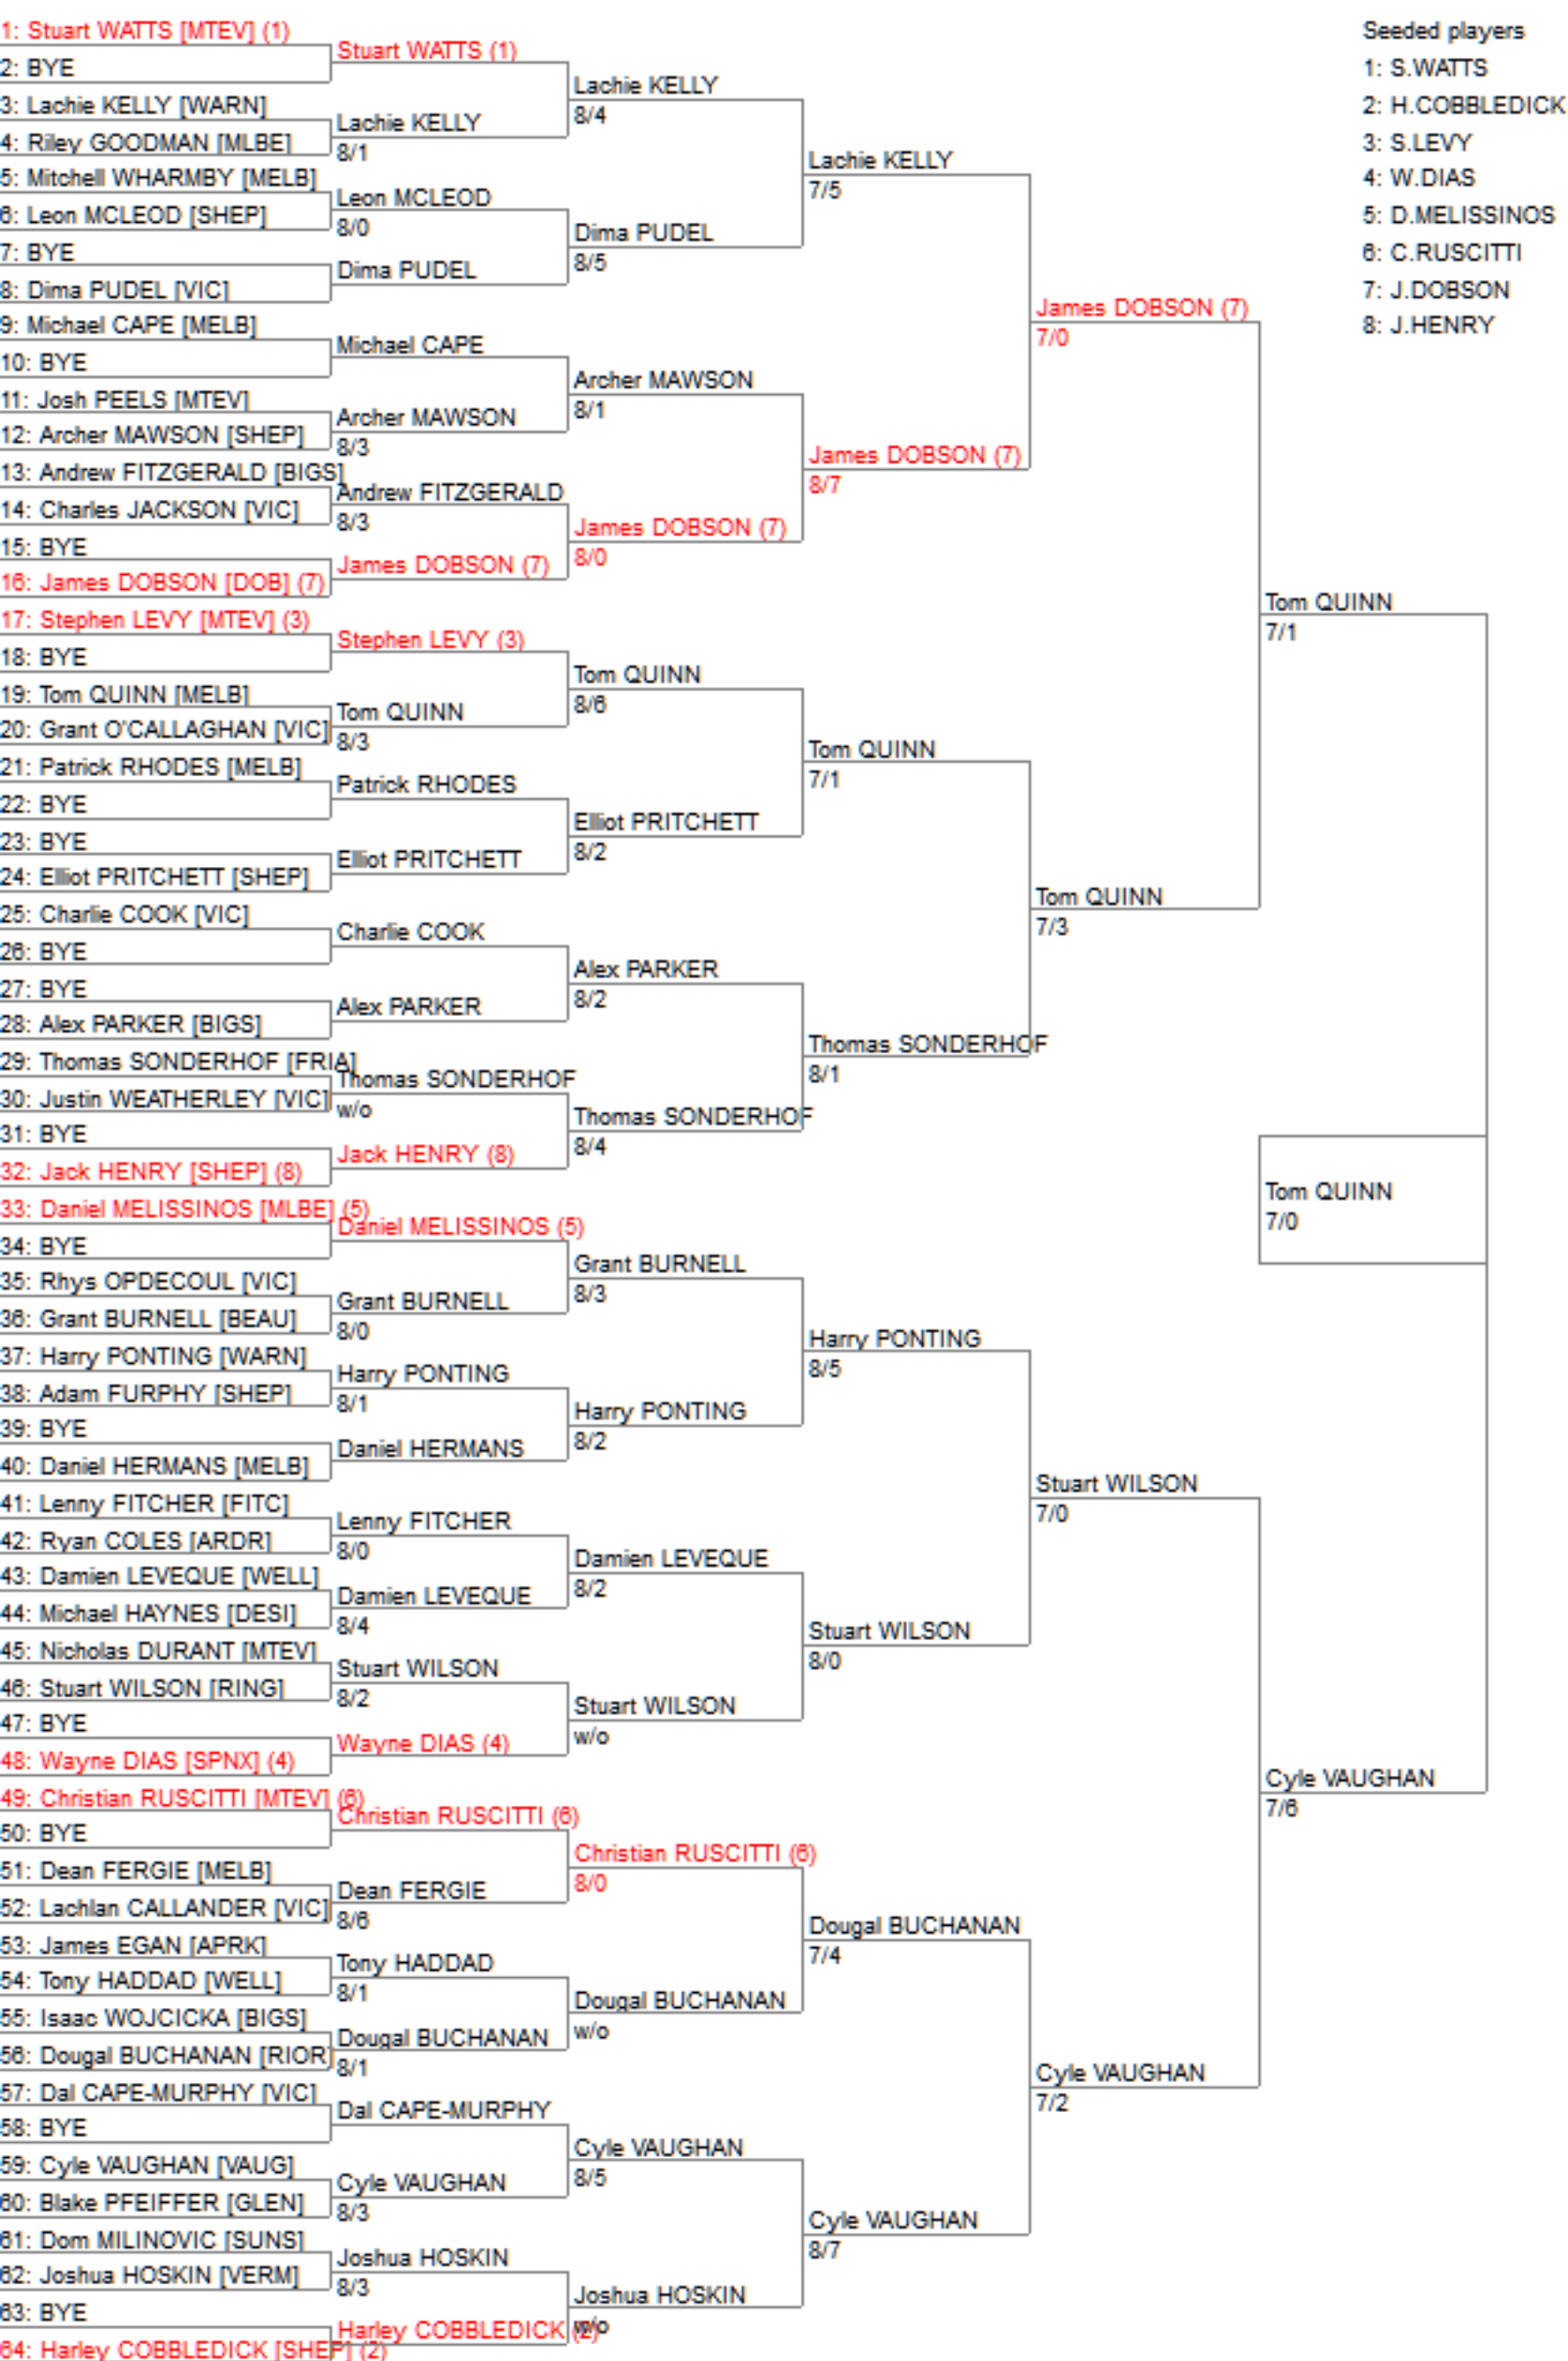 1: Stuart WATTS [MTEV] (1)
2: BYE
3: Lachie KELLY [WARN]
4: Riley GOODMAN [MLBE]
5: Mitchell WHARMBY [MELB]
6: Leon MCLEOD [SHEP]
7: BYE
8: Dima PUDEL [VIC]
9: Michael CAPE [MELB]
10: BYE
11: Josh PEELS [MTEV]
12: Archer MAWSON [SHEP]
13: Andrew FITZGERALD [BIGS]
14: Charles JACKSON [VIC]
15: BYE
16: James DOBSON [DOB] (7)
17: Stephen LEVY [MTEV] (3)
18: BYE
19: Tom QUINN [MELB]
20: Grant O'CALLAGHAN [VIC]
21: Patrick RHODES [MELB]
22: BYE
23: BYE
24: Elliot PRITCHETT [SHEP]
25: Charlie COOK [VIC]
26: BYE
27: BYE
28: Alex PARKER [BIGS]
29: Thomas SONDERHOF [FRIA]
30: Justin WEATHERLEY [VIC]
31: BYE
32: Jack HENRY [SHEP] (8)
33: Daniel MELISSINOS [MLBE] (5)
34: BYE
35: Rhys OPDECOUL [VIC]
36: Grant BURNELL [BEAU]
37: Harry PONTING [WARN]
38: Adam FURPHY [SHEP]
39: BYE
40: Daniel HERMANS [MELB]
41: Lenny FITCHER [FITC]
42: Ryan COLES [ARDR]
43: Damien LEVEQUE [WELL]
44: Michael HAYNES [DESI]
45: Nicholas DURANT [MTEV]
46: Stuart WILSON [RING]
47: BYE
48: Wayne DIAS [SPNX] (4)
49: Christian RUSCITTI [MTEV] (6)
50: BYE
51: Dean FERGIE [MELB]
52: Lachlan CALLANDER [VIC]
53: James EGAN [APRK]
54: Tony HADDAD [WELL]
55: Isaac WOJCICKA [BIGS]
56: Dougal BUCHANAN [RIOR]
57: Dal CAPE-MURPHY [VIC]
58: BYE
59: Cyle VAUGHAN [VAUG]
60: Blake PFEIFFER [GLEN]
61: Dom MILINOVIC [SUNS]
62: Joshua HOSKIN [VERM]
63: BYE
64: Harley COBBLEDICK [SHEP] (2)
Stuart WATTS (1)
Lachie KELLY
8/1
Leon MCLEOD
8/0
Dima PUDEL
Michael CAPE
Archer MAWSON
8/3
Andrew FITZGERALD
8/3
James DOBSON (7)
Stephen LEVY (3)
Tom QUINN
8/3
Patrick RHODES
Elliot PRITCHETT
Charlie COOK
Alex PARKER
Thomas SONDERHOF
w/o
Jack HENRY (8)
Daniel MELISSINOS (5)
Grant BURNELL
8/0
Harry PONTING
8/1
Daniel HERMANS
Lenny FITCHER
8/0
Damien LEVEQUE
8/4
Stuart WILSON
8/2
Wayne DIAS (4)
Christian RUSCITTI (6)
Dean FERGIE
8/6
Tony HADDAD
8/1
Dougal BUCHANAN
8/1
Dal CAPE-MURPHY
Cyle VAUGHAN
8/3
Joshua HOSKIN
8/3
Harley COBBLEDICK (2)
Lachie KELLY
8/4
Dima PUDEL
8/5
Archer MAWSON
8/1
James DOBSON (7)
8/0
Tom QUINN
8/6
Elliot PRITCHETT
8/2
Alex PARKER
8/2
Thomas SONDERHOF
8/4
Grant BURNELL
8/3
Harry PONTING
8/2
Damien LEVEQUE
8/2
Stuart WILSON
w/o
Christian RUSCITTI (6)
8/0
Dougal BUCHANAN
w/o
Cyle VAUGHAN
8/5
Joshua HOSKIN
w/o
Lachie KELLY
7/5
James DOBSON (7)
8/7
Tom QUINN
7/1
Thomas SONDERHOF
8/1
Harry PONTING
8/5
Stuart WILSON
8/0
Dougal BUCHANAN
7/4
Cyle VAUGHAN
8/7
James DOBSON (7)
7/0
Tom QUINN
7/3
Stuart WILSON
7/0
Cyle VAUGHAN
7/2
Tom QUINN
7/1
Cyle VAUGHAN
7/6
Tom QUINN
7/0
Seeded players
1: S.WATTS
2: H.COBBLEDICK
3: S.LEVY
4: W.DIAS
5: D.MELISSINOS
6: C.RUSCITTI
7: J.DOBSON
8: J.HENRY